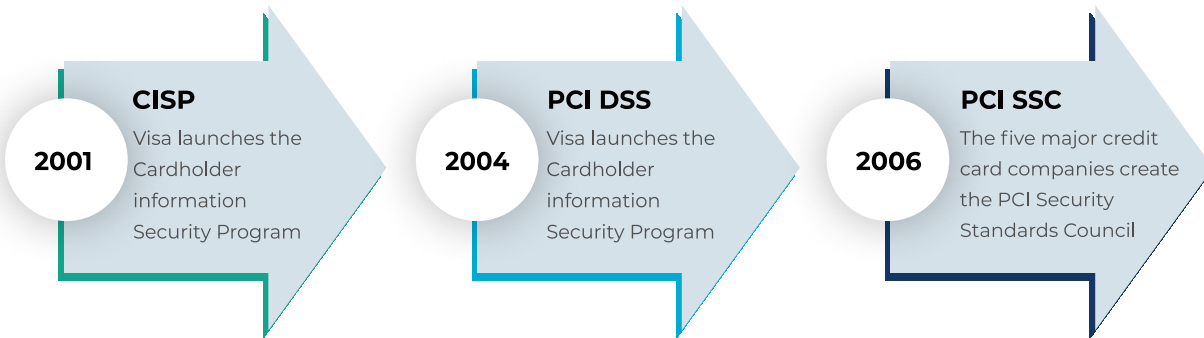 2001
CISP
Visa launches the
Cardholder
information
Security Program
2004
PCI DSS
Visa launches the
Cardholder
information
Security Program
2006
PCI SSC
The five major credit
card companies create
the PCI Security
Standards Council